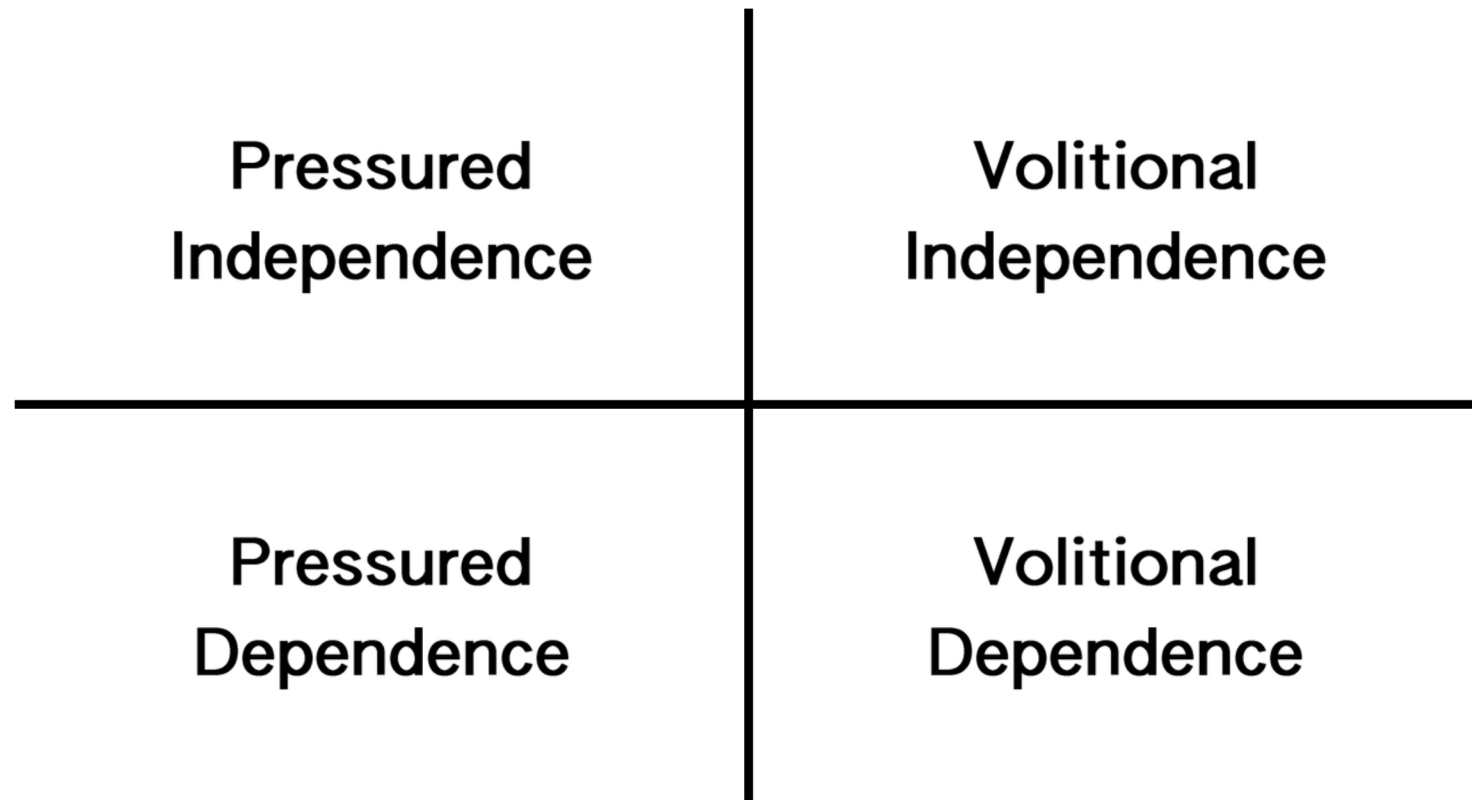 Pressured
Independence
Volitional
Independence
Pressured
Dependence
Volitional
Dependence